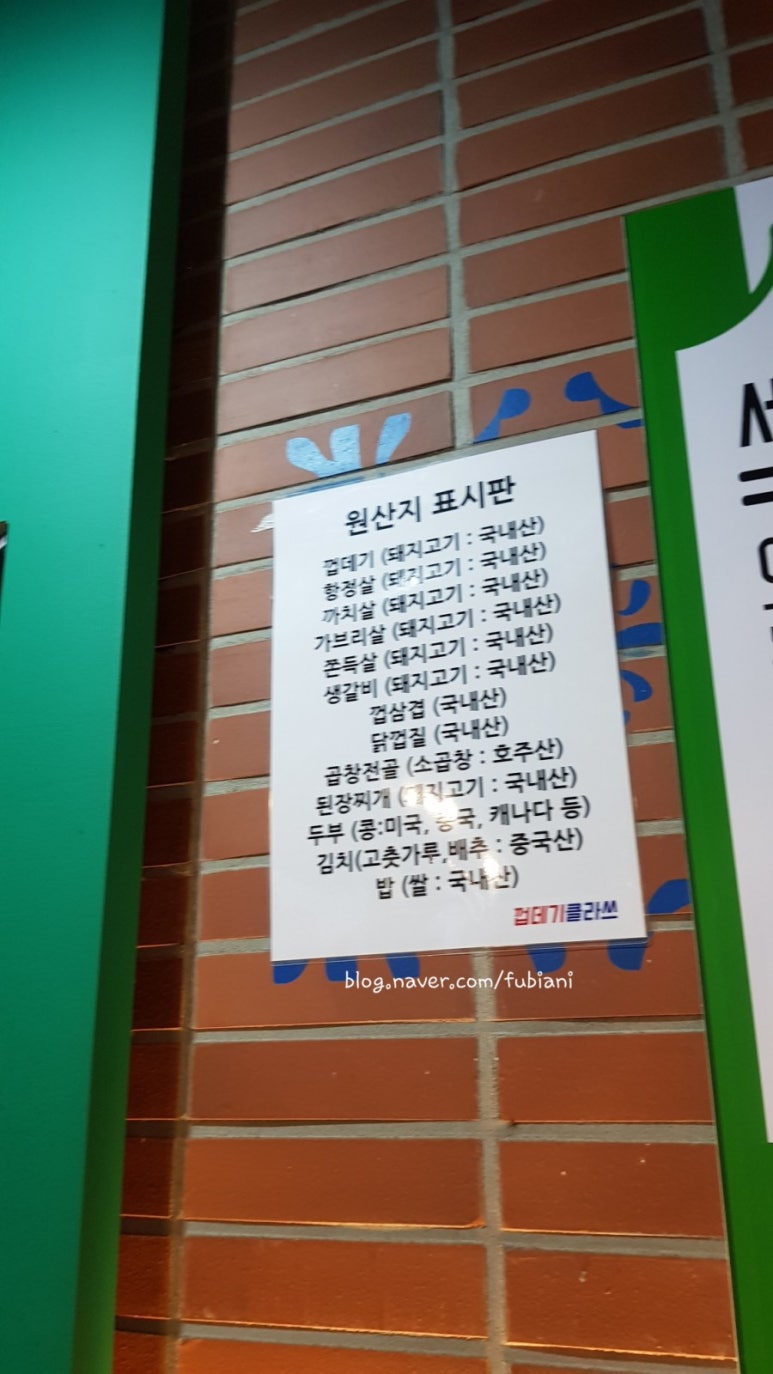 원산지 표시판
껍데기 (돼지고기 : 국내산)
항정살 (돼지고기 : 국내산)
까치살 (돼지고기 : 국내산)
가브리살 (돼지고기 : 국내산)
쫀득살 (돼지고기 : 국내산)
생갈비 (돼지고기 : 국내산)
껍삼겹 (국내산)
닭껍질 (국내산)
곱창전골 (소곱창 : 호주산)
된장찌개 (돼지고기 : 국내산)
두부 (콩:미국, 중국, 캐나다 등)
김치(고춧가루,배추 : 중국산)
밥 (쌀 : 국내산)
껍데기클라쓰
blog.naver.com/fubiani